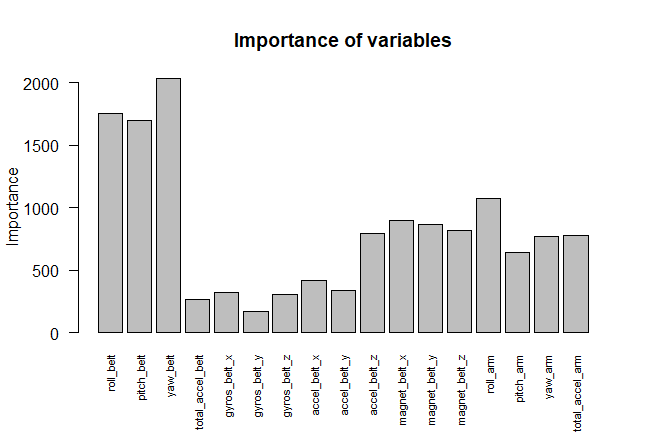 Importance of variables
Importance
2000
1500
1000
500
0
roll_belt
pitch_belt
yaw_belt
total_accel_belt
gyros_belt_x
gyros_belt_y
gyros_belt_z
accel_belt_x
accel_belt_y
accel_belt_z
magnet_belt_x
magnet_belt_y
magnet_belt_z
roll_arm
pitch_arm
yaw_arm
total_accel_arm